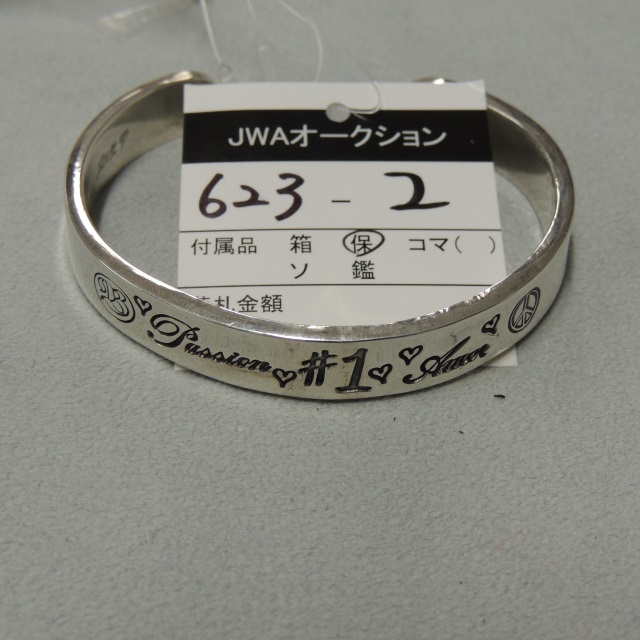 JWAオークション
623-2
付属品 箱 保 コマ( )
ソ 鑑
札金額
Passion #1 Amor